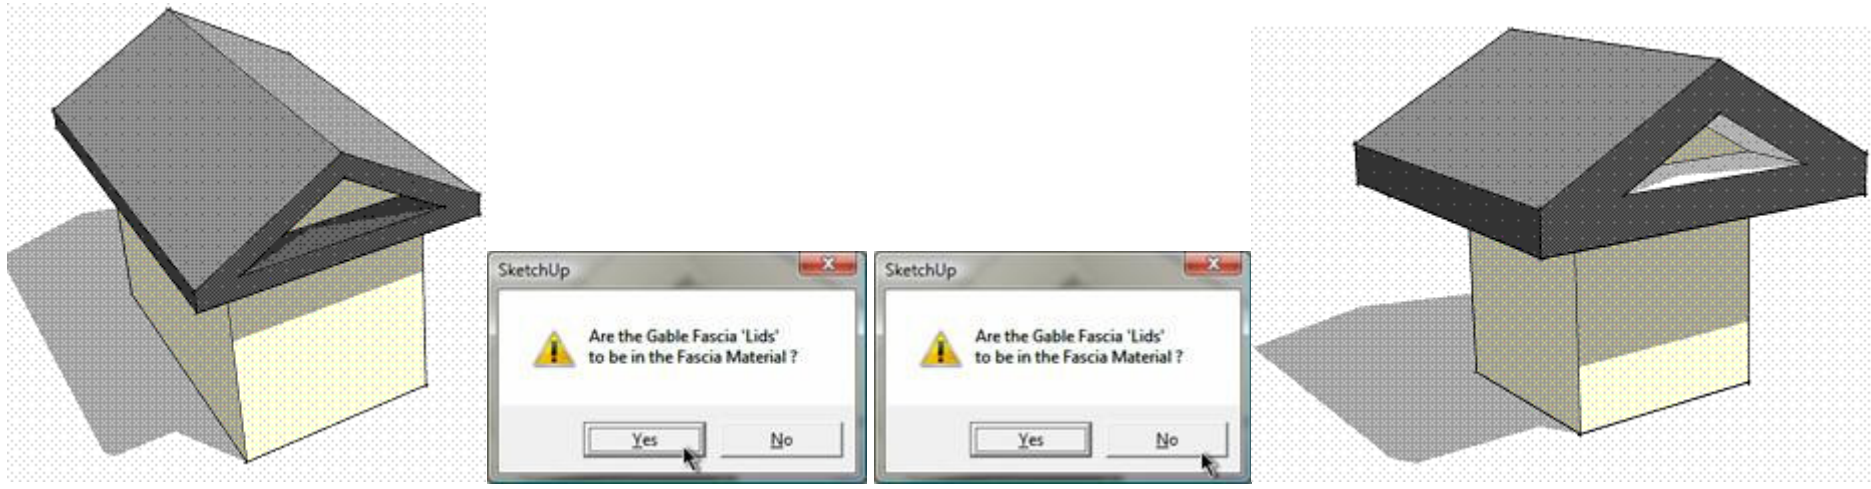 SketchUp
Are the Gable Fascia 'Lids'
to be in the Fascia Material ?
Yes
No
SketchUp
Are the Gable Fascia 'Lids'
to be in the Fascia Material ?
Yes
No